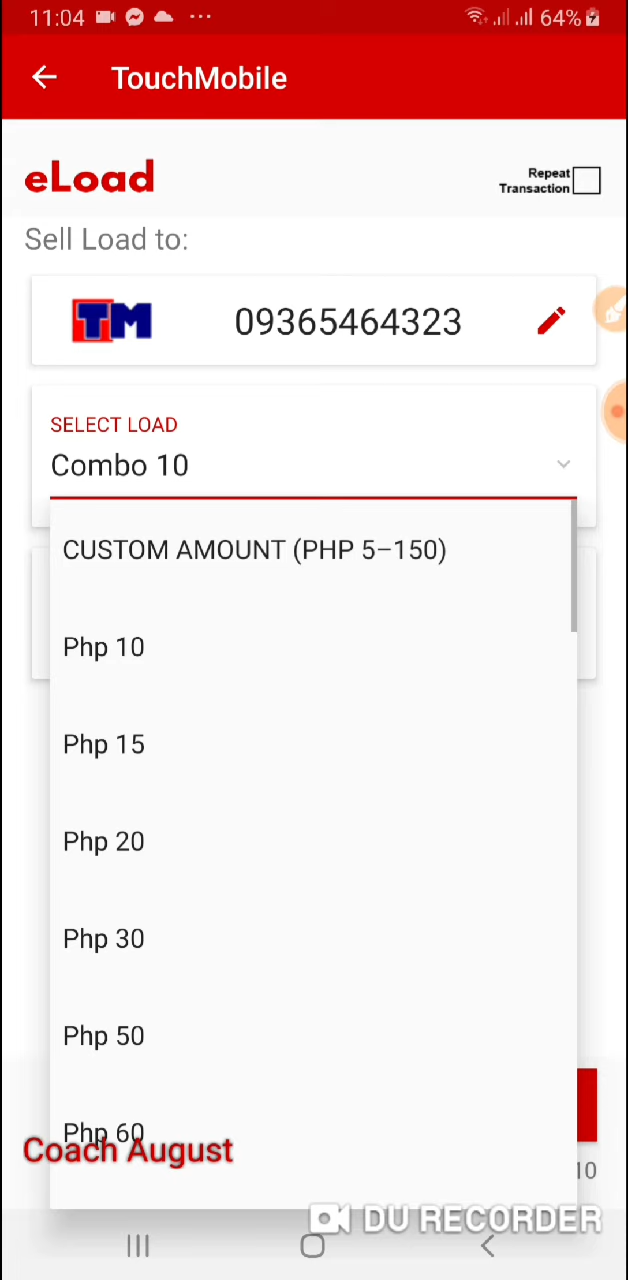 11:04 64%
TouchMobile
eLoad
Repeat
Transaction
Sell Load to:
TM 09365464323
SELECT LOAD
Combo 10
CUSTOM AMOUNT (PHP 5–150)
Php 10
Php 15
Php 20
Php 30
Php 50
Php 60
Coach August
10
DU RECORDER